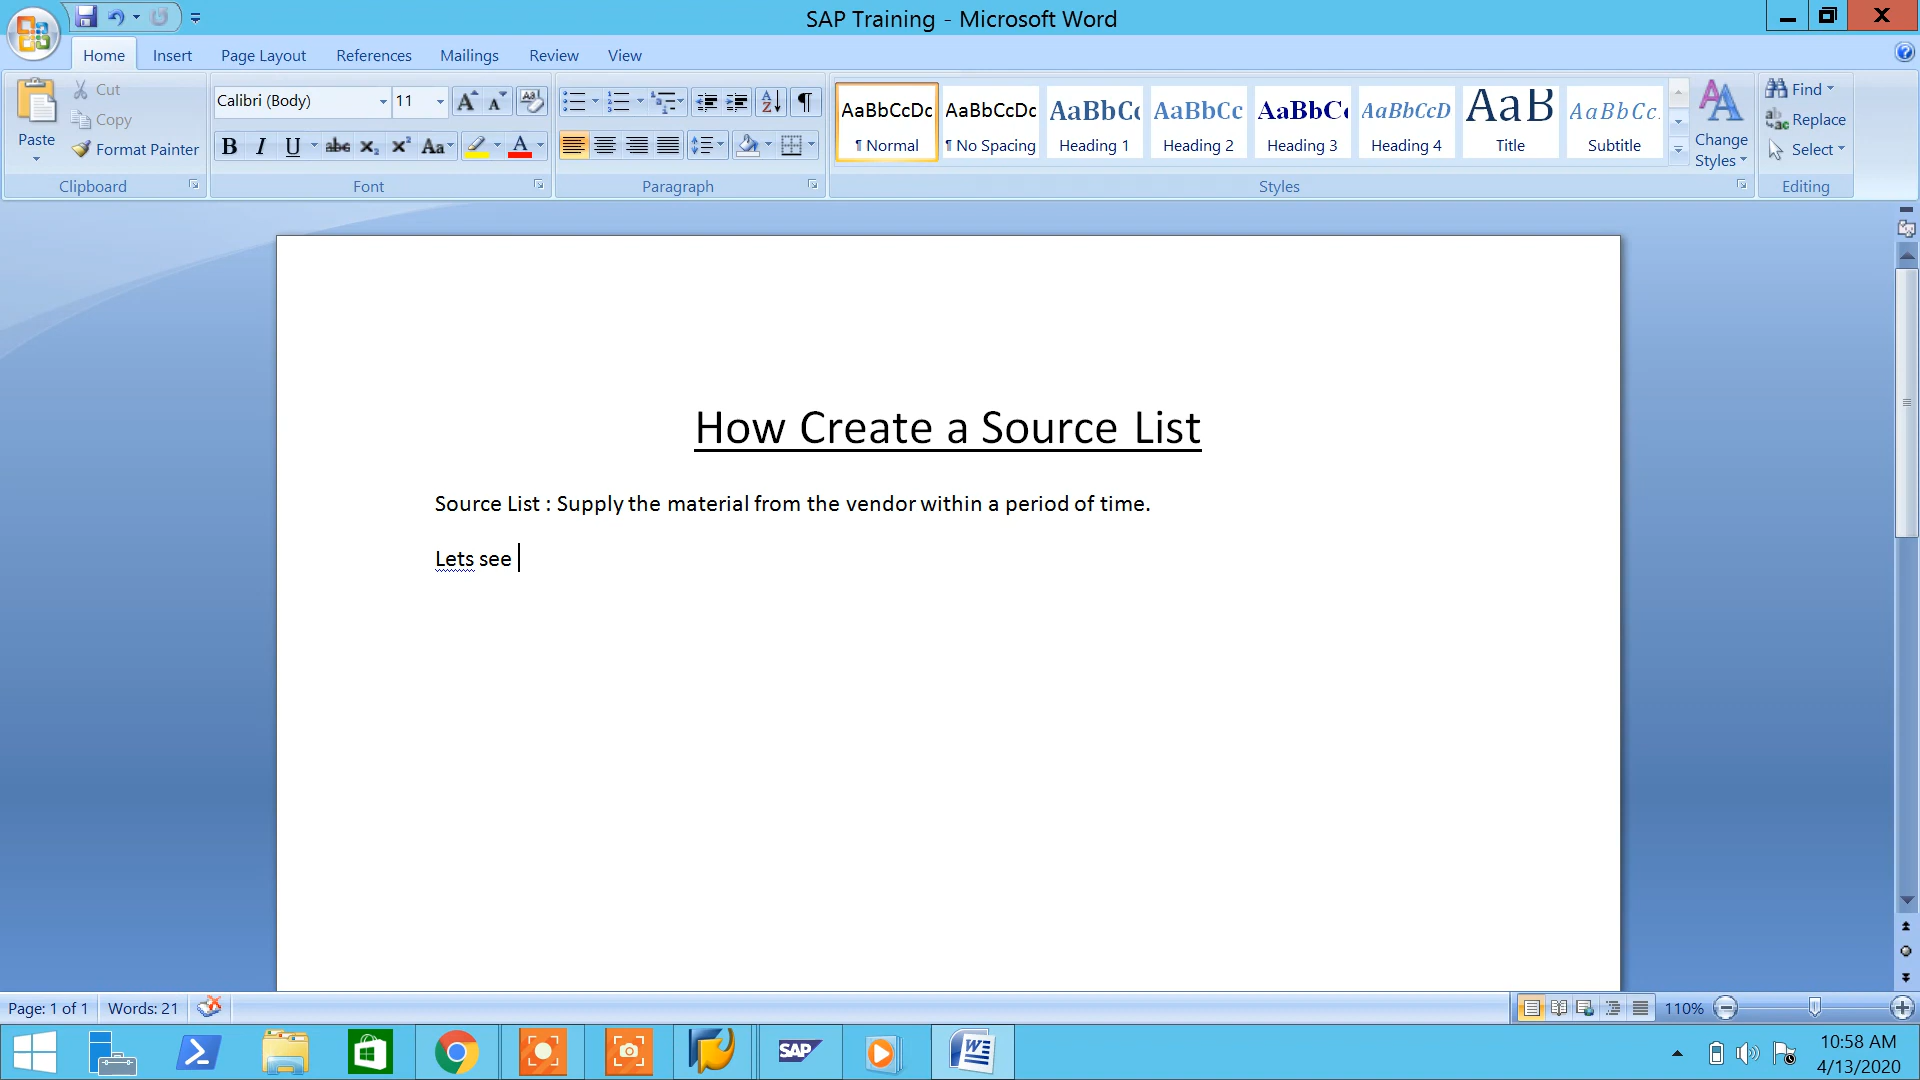 SAP Training - Microsoft Word
Home Insert Page Layout References Mailings Review View
Paste
Cut
Copy
Format Painter
Clipboard
Calibri (Body) 11
Font
Paragraph
AaBbCcDc AaBbCcDc AaBbC AaBbCc AaBbC AaBbCcD AaB AaBbCc.
¶ Normal ¶ No Spacing Heading 1 Heading 2 Heading 3 Heading 4 Title Subtitle
Change Styles
Styles
Find
Replace
Select
Editing
How Create a Source List
Source List : Supply the material from the vendor within a period of time.
Lets see
Page: 1 of 1 Words: 21 110%
SAP
10:58 AM
4/13/2020